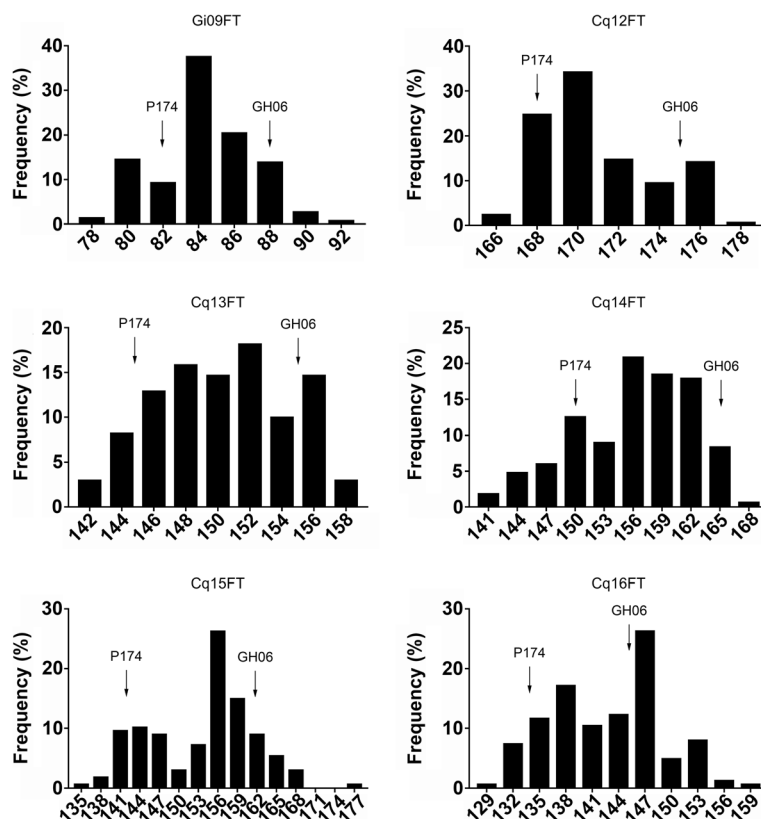 Gi09FT
Frequency (%)
40
30
20
10
0
P174
GH06
78 80 82 84 86 88 90 92
Cq12FT
Frequency (%)
40
30
20
10
0
P174
GH06
166 168 170 172 174 176 178
Cq13FT
Frequency (%)
20
15
10
5
0
P174
GH06
142 144 146 148 150 152 154 156 158
Cq14FT
Frequency (%)
25
20
15
10
5
0
P174
GH06
141 144 147 150 153 156 159 162 165 168
Cq15FT
Frequency (%)
30
20
10
0
P174
GH06
135 138 141 144 147 150 153 156 159 162 165 168 171 174 177
Cq16FT
Frequency (%)
30
20
10
0
P174
GH06
129 132 135 138 141 144 147 150 153 156 159